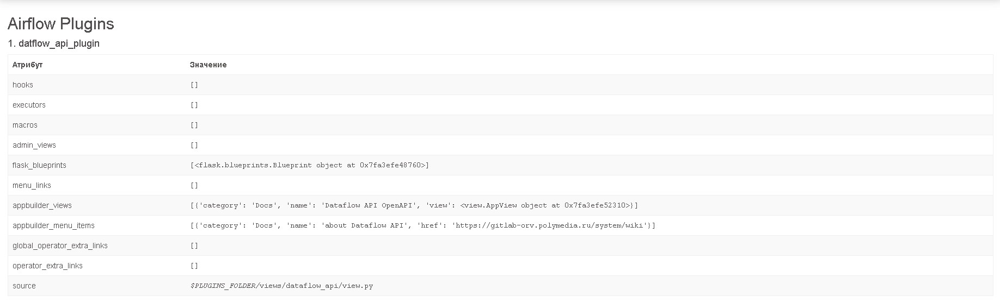 Airflow Plugins
1. datflow_api_plugin
Атрибут Значение
hooks []
executors []
macros []
admin_views []
flask_blueprints [<flask.blueprints.Blueprint object at 0x7fa3efe48760>]
menu_links []
appbuilder_views [{'category': 'Docs', 'name': 'Dataflow API OpenAPI', 'view': <view.AppView object at 0x7fa3efe52310>}]
appbuilder_menu_items [{'category': 'Docs', 'name': 'about Dataflow API', 'href': 'https://gitlab-orv.polymedia.ru/system/wiki'}]
global_operator_extra_links []
operator_extra_links []
source $PLUGINS_FOLDER/views/dataflow_api/view.py